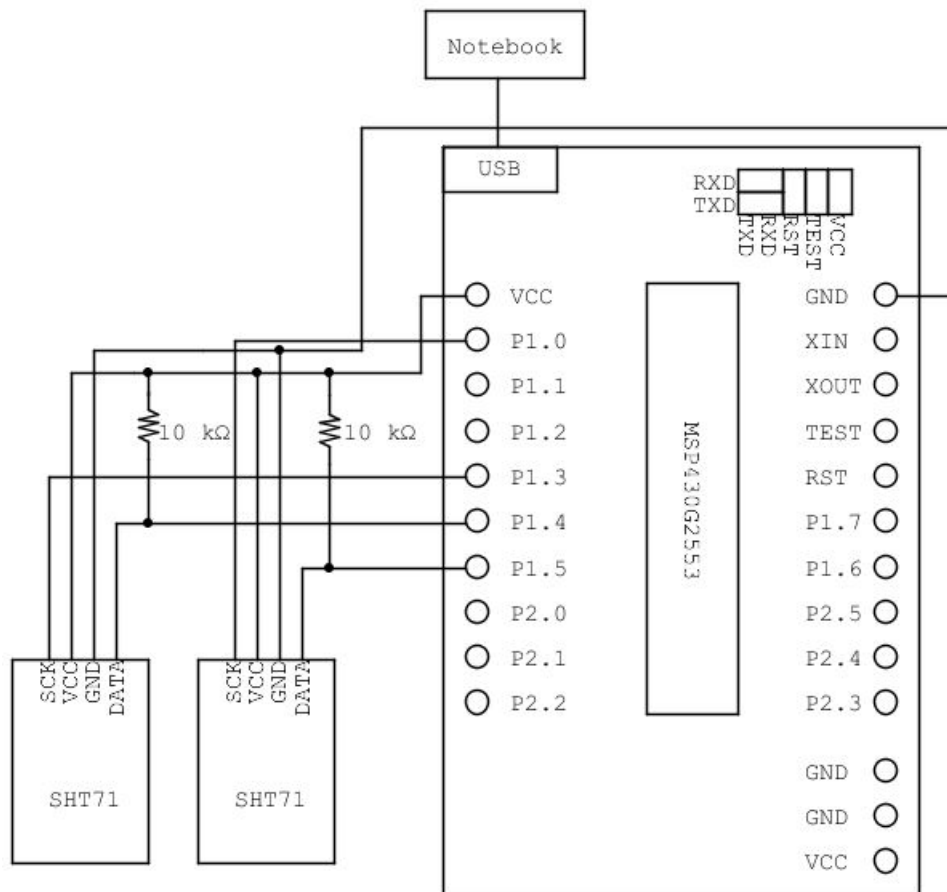 Notebook
USB
RXD
TXD
TXD
RXD
RST
TEST
VCC
VCC
GND
P1.0
XIN
P1.1
XOUT
10 kΩ
10 kΩ
P1.2
TEST
P1.3
RST
P1.4
P1.7
P1.5
P1.6
P2.0
P2.5
P2.1
P2.4
P2.2
P2.3
MSP430G2553
SCK
VCC
GND
DATA
SCK
VCC
GND
DATA
SHT71
SHT71
GND
GND
VCC